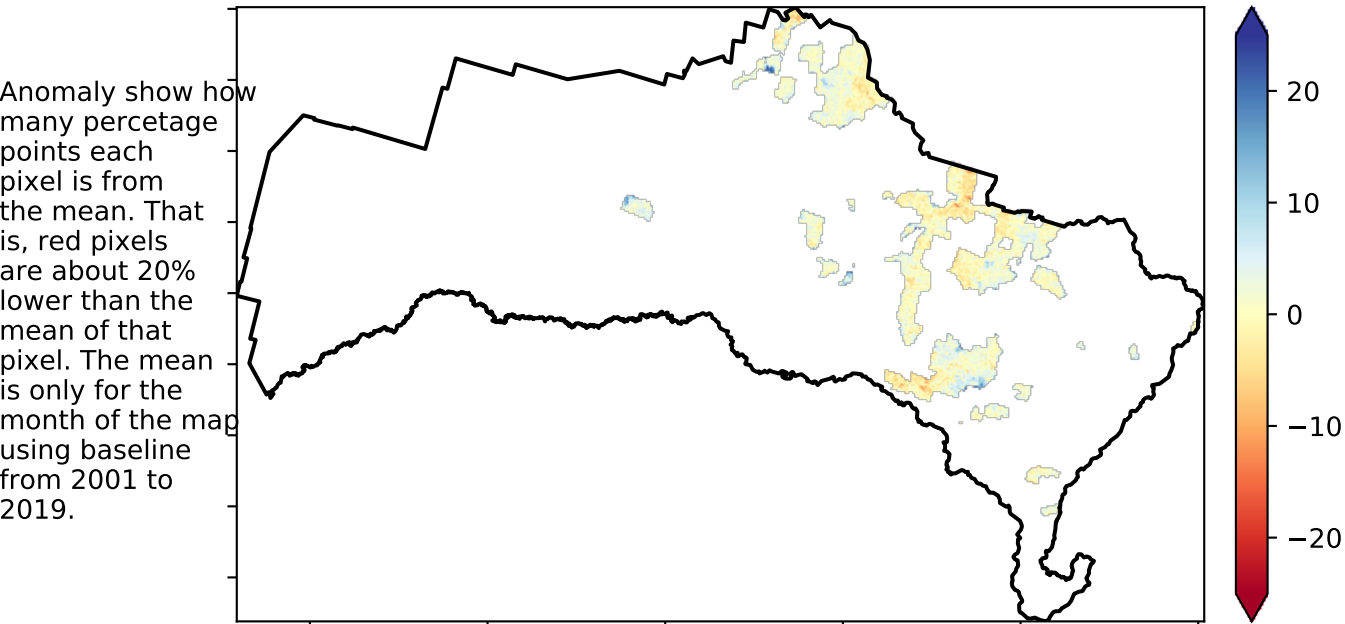 Anomaly show how
many percetage
points each
pixel is from
the mean. That
is, red pixels
are about 20%
lower than the
mean of that
pixel. The mean
is only for the
month of the map
using baseline
from 2001 to
2019.
20
10
0
−10
−20